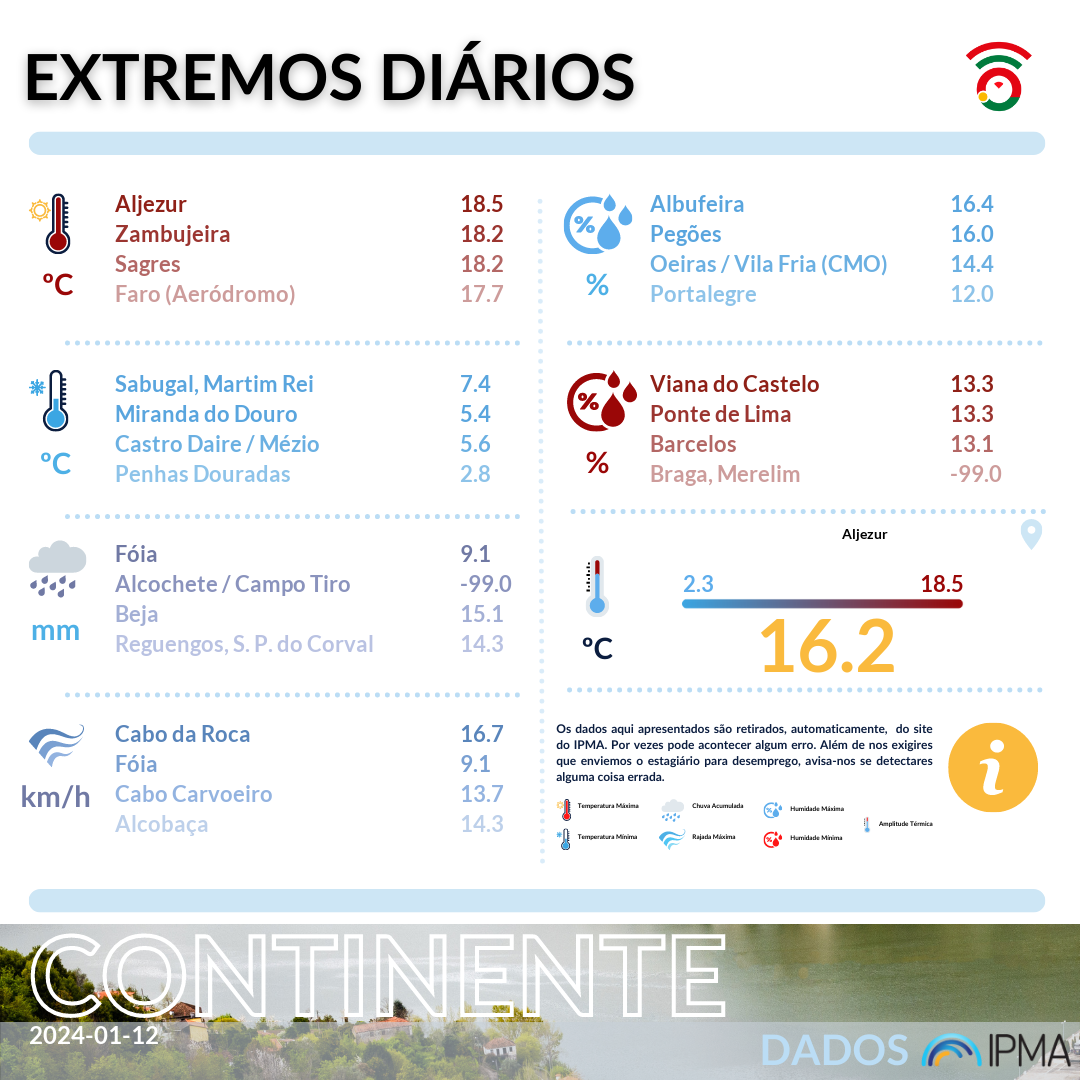 EXTREMOS DIÁRIOS
ºC
Aljezur 18.5
Zambujeira 18.2
Sagres 18.2
Faro (Aeródromo) 17.7
ºC
Sabugal, Martim Rei 7.4
Miranda do Douro 5.4
Castro Daire / Mézio 5.6
Penhas Douradas 2.8
mm
Fóia 9.1
Alcochete / Campo Tiro -99.0
Beja 15.1
Reguengos, S. P. do Corval 14.3
km/h
Cabo da Roca 16.7
Fóia 9.1
Cabo Carvoeiro 13.7
Alcobaça 14.3
%
%
Albufeira 16.4
Pegões 16.0
Oeiras / Vila Fria (CMO) 14.4
Portalegre 12.0
%
%
Viana do Castelo 13.3
Ponte de Lima 13.3
Barcelos 13.1
Braga, Merelim -99.0
Aljezur
2.3 18.5
ºC
16.2
Os dados aqui apresentados são retirados, automaticamente, do site
do IPMA. Por vezes pode acontecer algum erro. Além de nos exigires
que enviemos o estagiário para desemprego, avisa-nos se detectares
alguma coisa errada.
i
Temperatura Máxima Chuva Acumulada Humidade Máxima
Amplitude Térmica
Temperatura Mínima Rajada Máxima Humidade Mínima
CONTINENTE
2024-01-12
DADOS IPMA